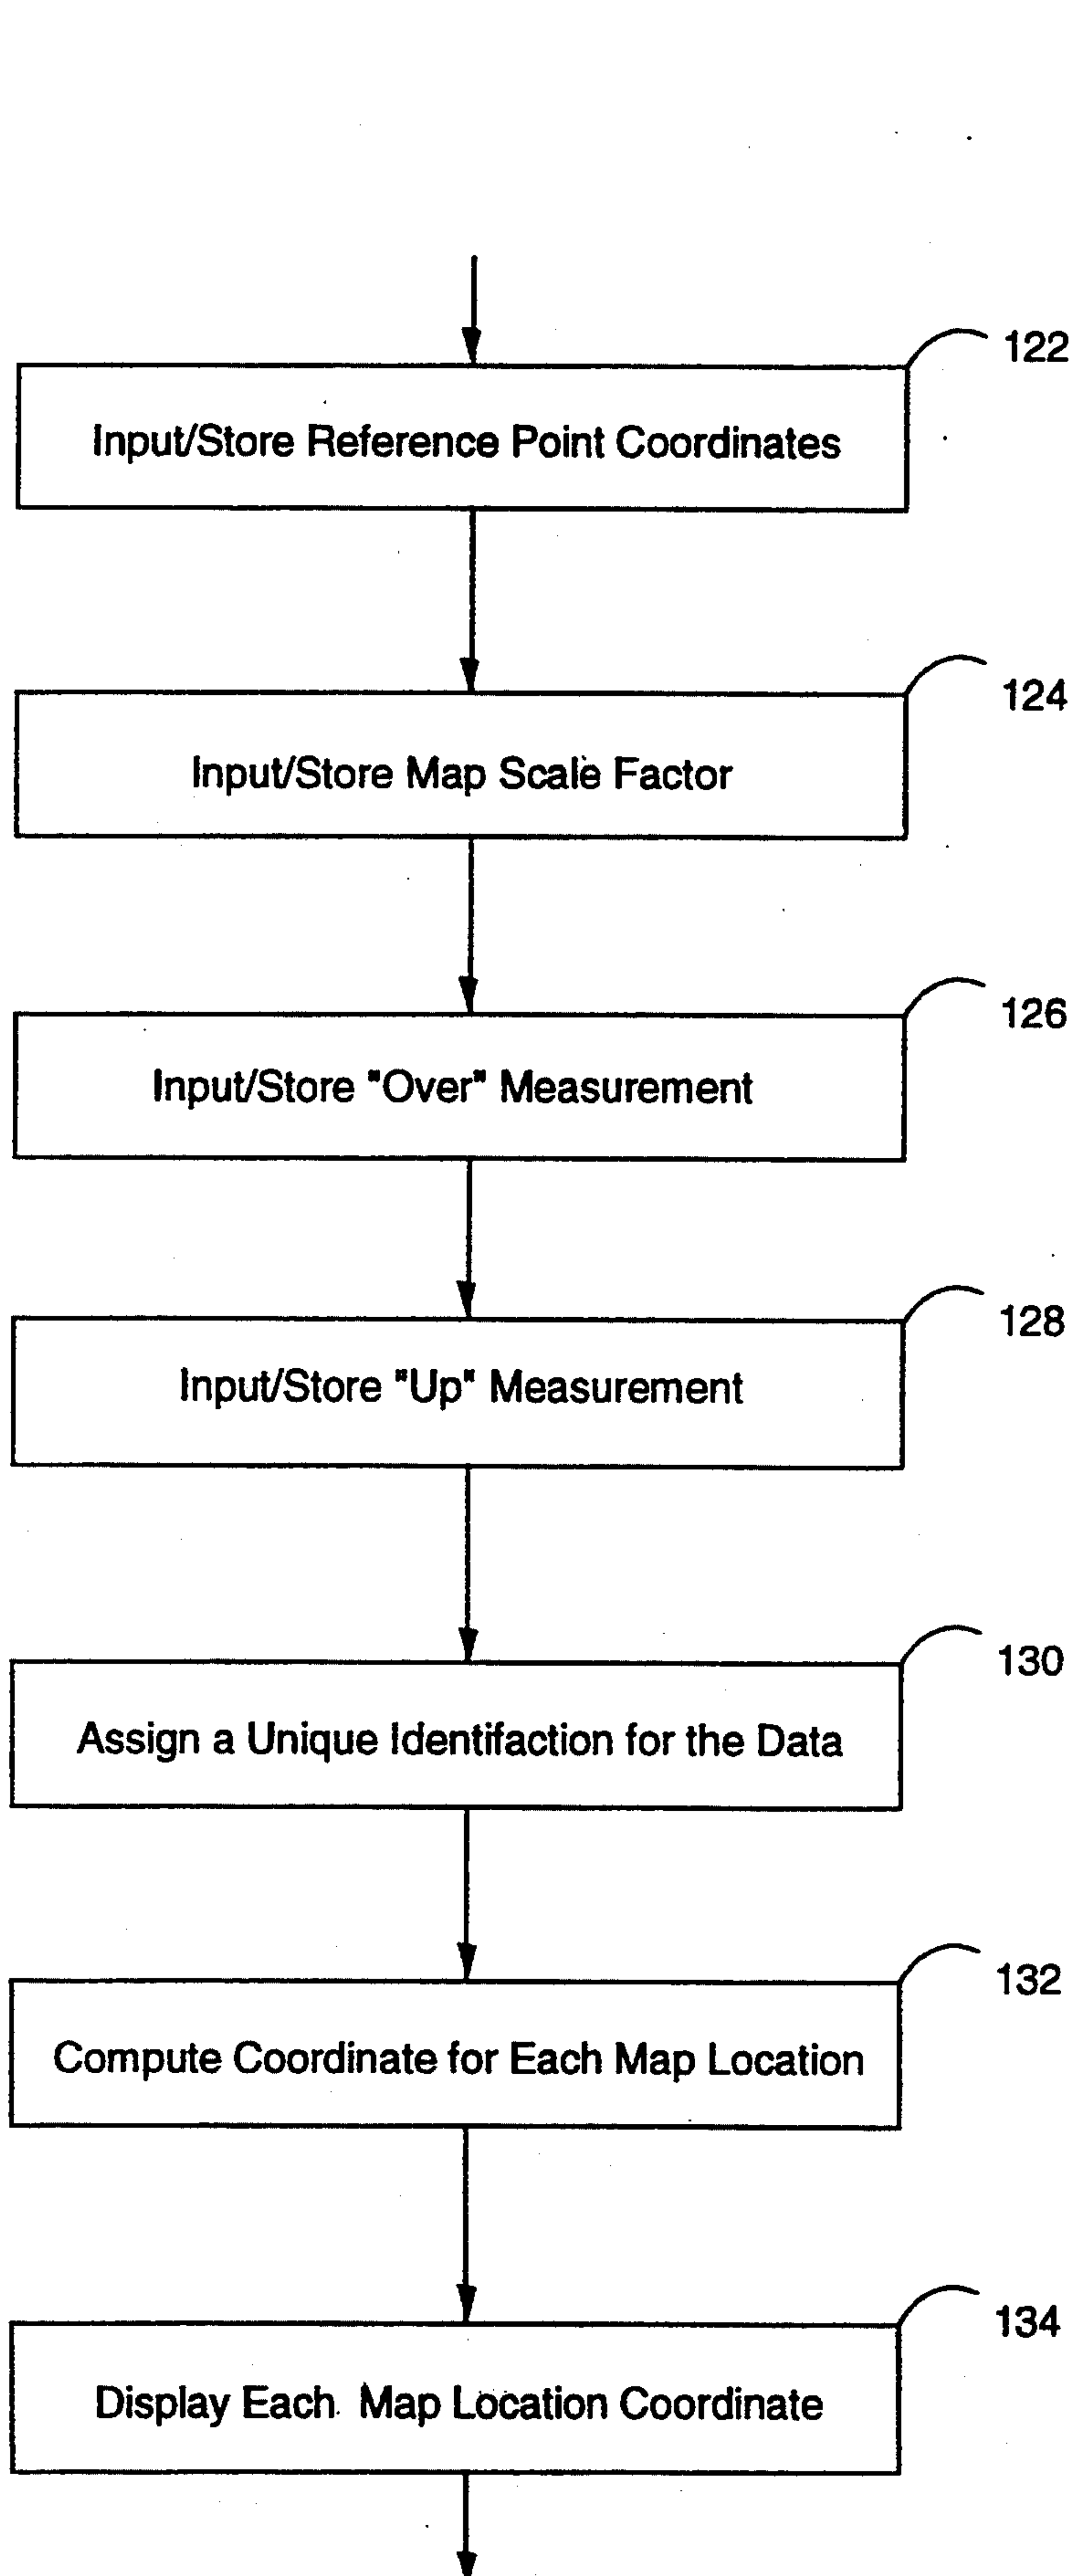 122
Input/Store Reference Point Coordinates
124
Input/Store Map Scale Factor
126
Input/Store "Over" Measurement
128
Input/Store "Up" Measurement
130
Assign a Unique Identifaction for the Data
132
Compute Coordinate for Each Map Location
134
Display Each Map Location Coordinate